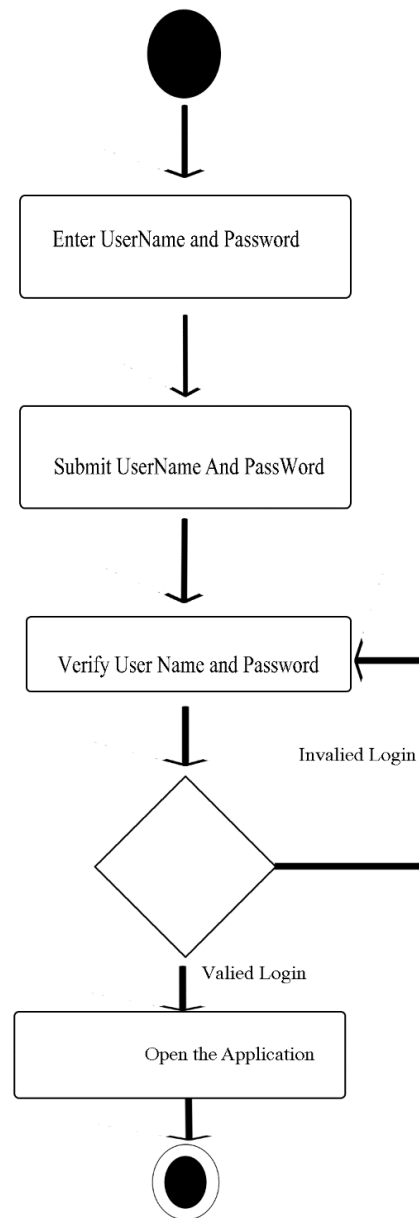 Enter UserName and Password
Submit UserName And PassWord
Verify User Name and Password
Invalied Login
Valied Login
Open the Application